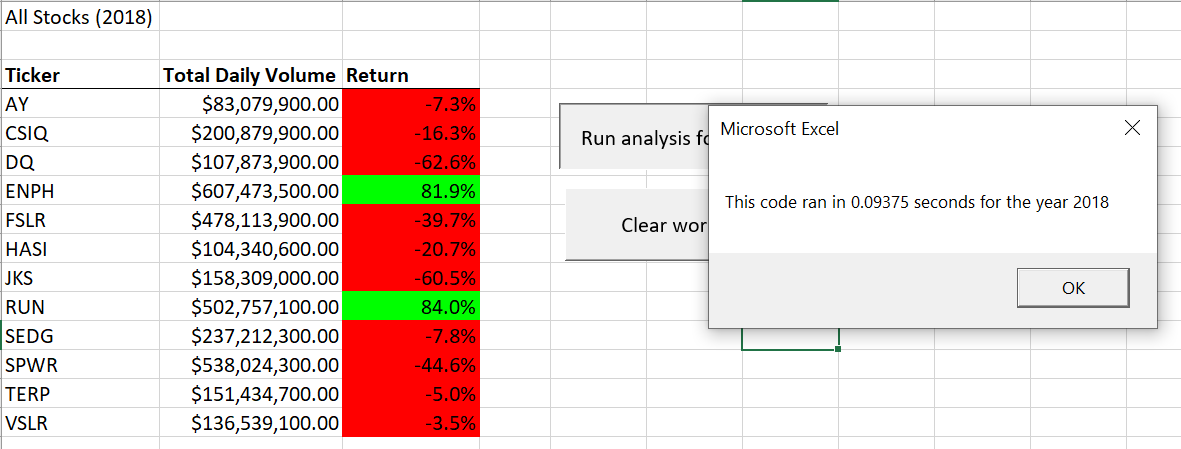 All Stocks (2018)
Ticker Total Daily Volume Return
AY $83,079,900.00 -7.3%
CSIQ $200,879,900.00 -16.3%
DQ $107,873,900.00 -62.6%
ENPH $607,473,500.00 81.9%
FSLR $478,113,900.00 -39.7%
HASI $104,340,600.00 -20.7%
JKS $158,309,000.00 -60.5%
RUN $502,757,100.00 84.0%
SEDG $237,212,300.00 -7.8%
SPWR $538,024,300.00 -44.6%
TERP $151,434,700.00 -5.0%
VSLR $136,539,100.00 -3.5%
Run analysis fo
Clear wor
Microsoft Excel
This code ran in 0.09375 seconds for the year 2018
OK